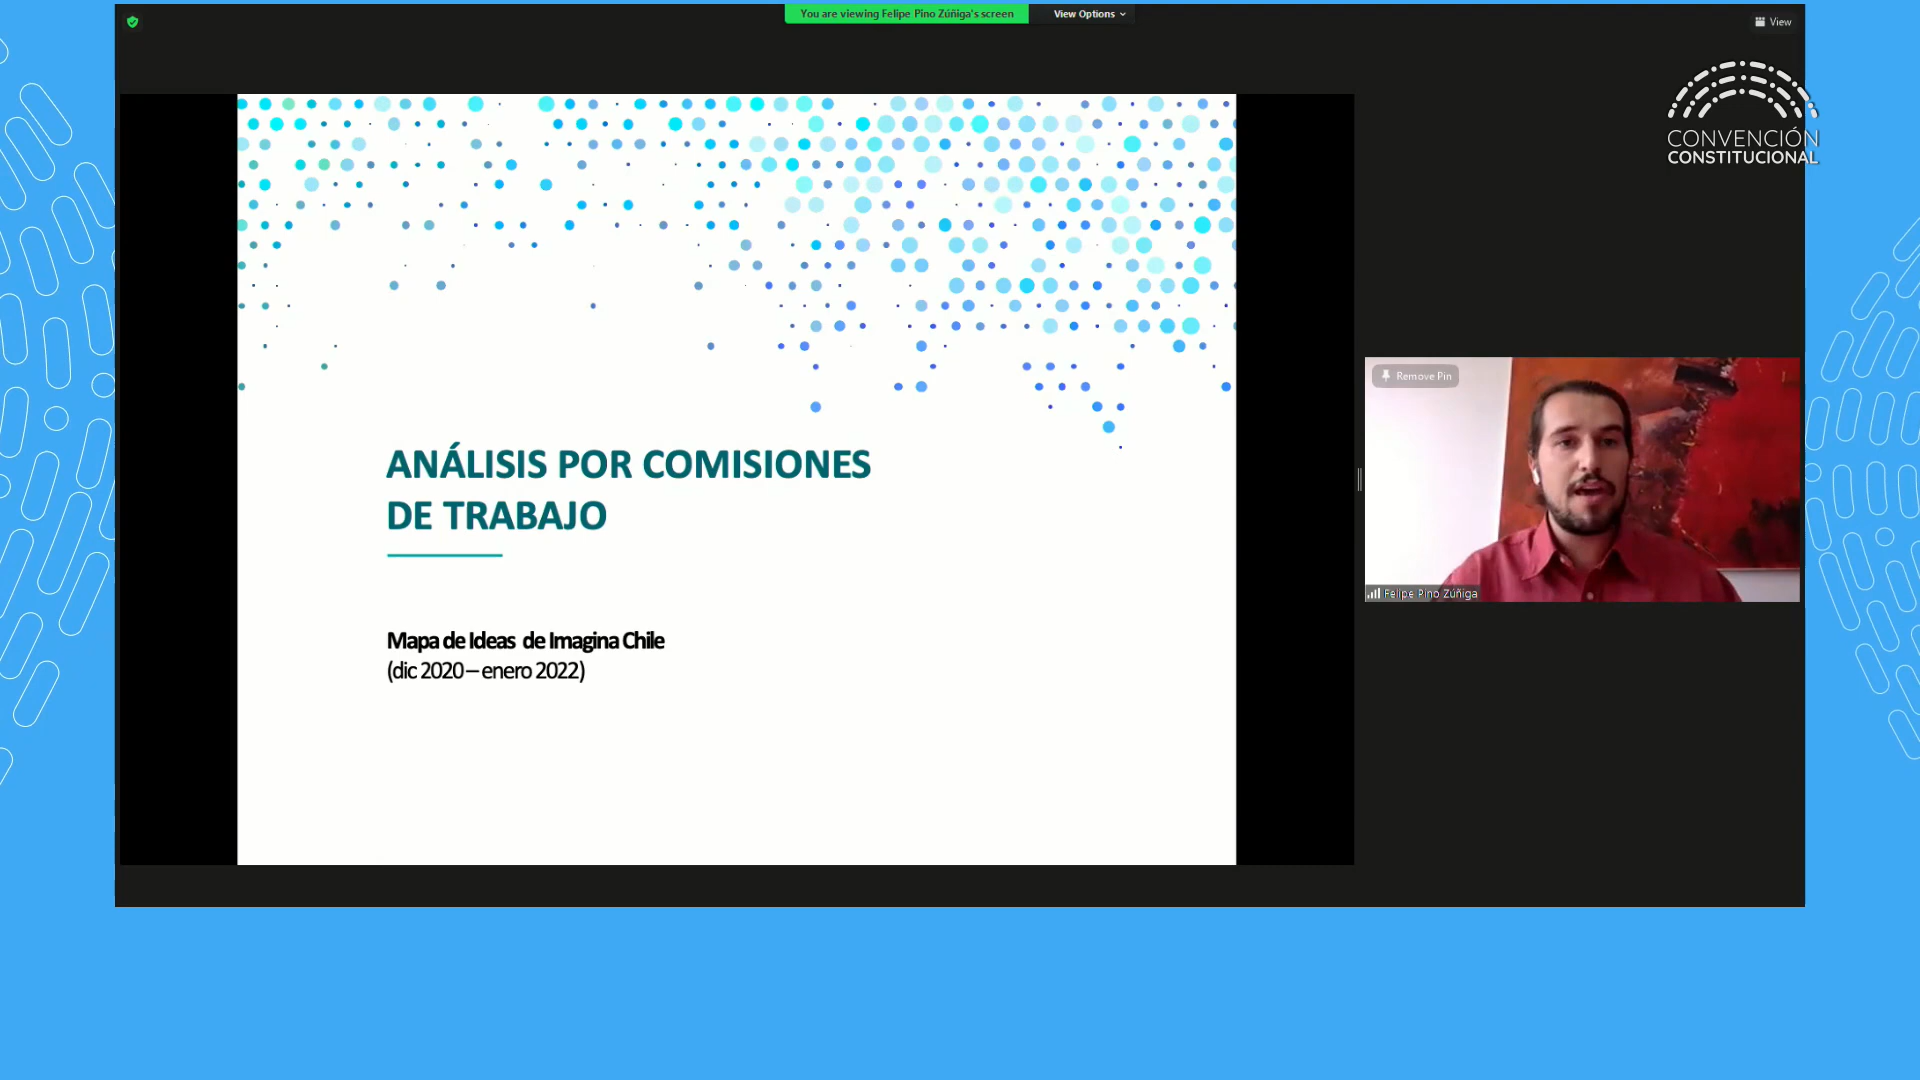 You are viewing Felipe Pino Zúñiga's screen
View Options
View
CONVENCIÓN
CONSTITUCIONAL
ANÁLISIS POR COMISIONES
DE TRABAJO
Mapa de Ideas de Imagina Chile
(dic 2020 – enero 2022)
Remove Pin
Felipe Pino Zúñiga